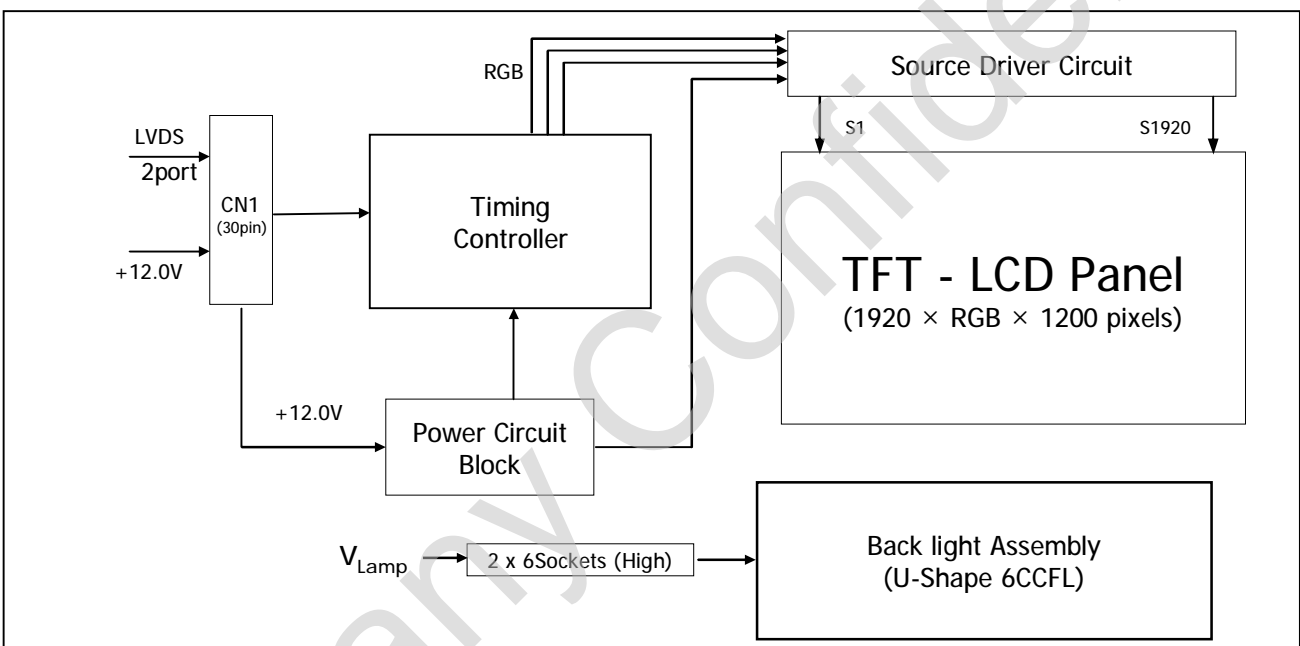 RGB
Source Driver Circuit
S1
S1920
LVDS
2port
CN1
(30pin)
+12.0V
Timing
Controller
TFT - LCD Panel
(1920 × RGB × 1200 pixels)
+12.0V
Power Circuit
Block
V Lamp
2 x 6Sockets (High)
Back light Assembly
(U-Shape 6CCFL)